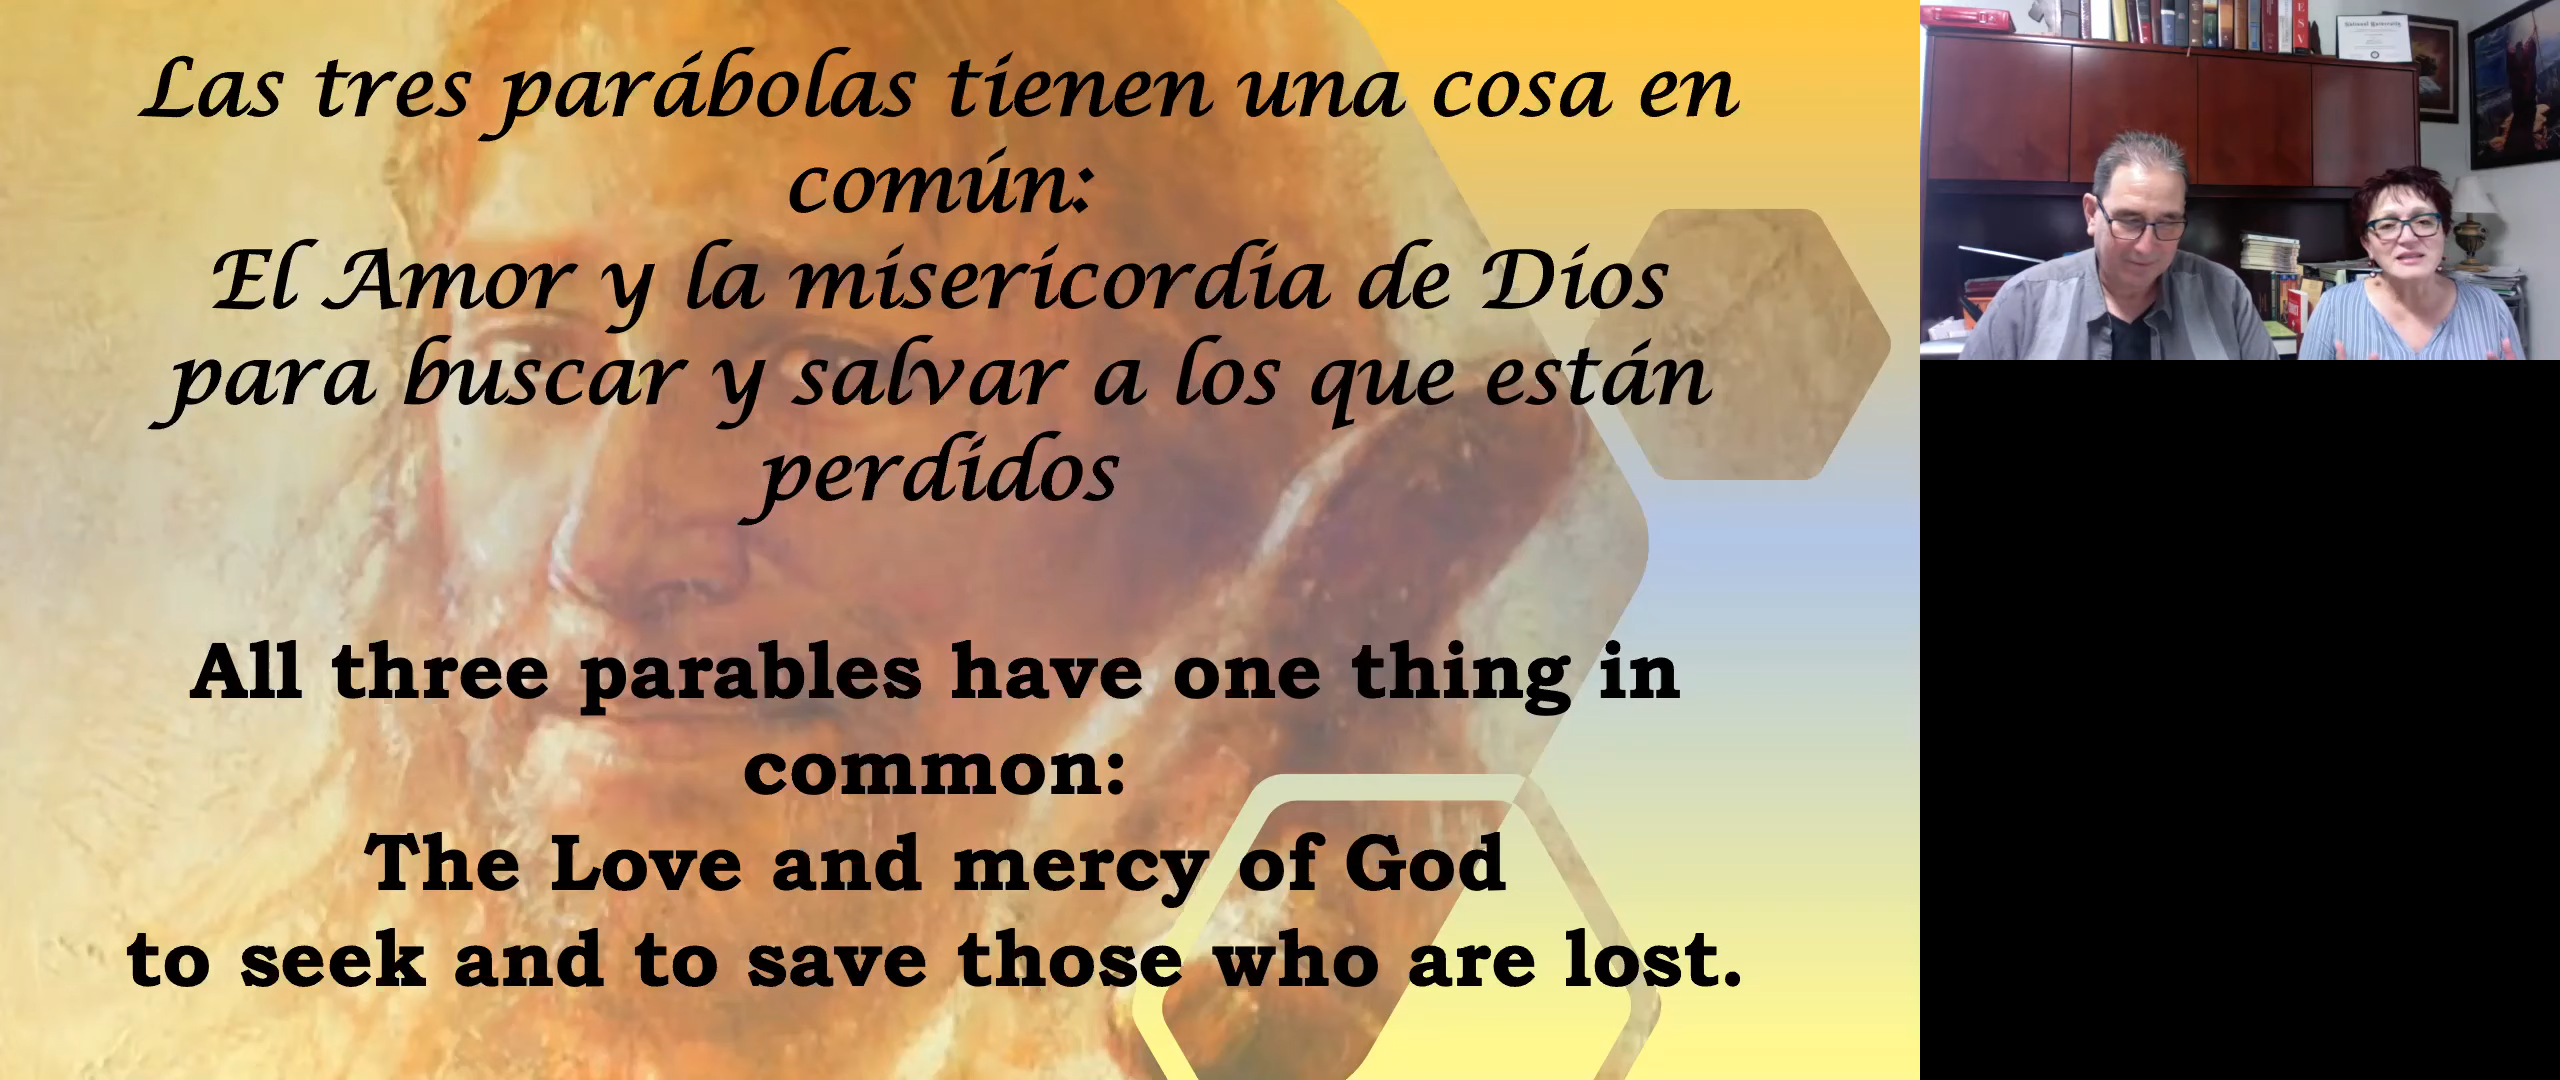 Las tres parábolas tienen una cosa en
común:
El Amor y la misericordia de Dios
para buscar y salvar a los que están
perdidos
All three parables have one thing in
common:
The Love and mercy of God
to seek and to save those who are lost.